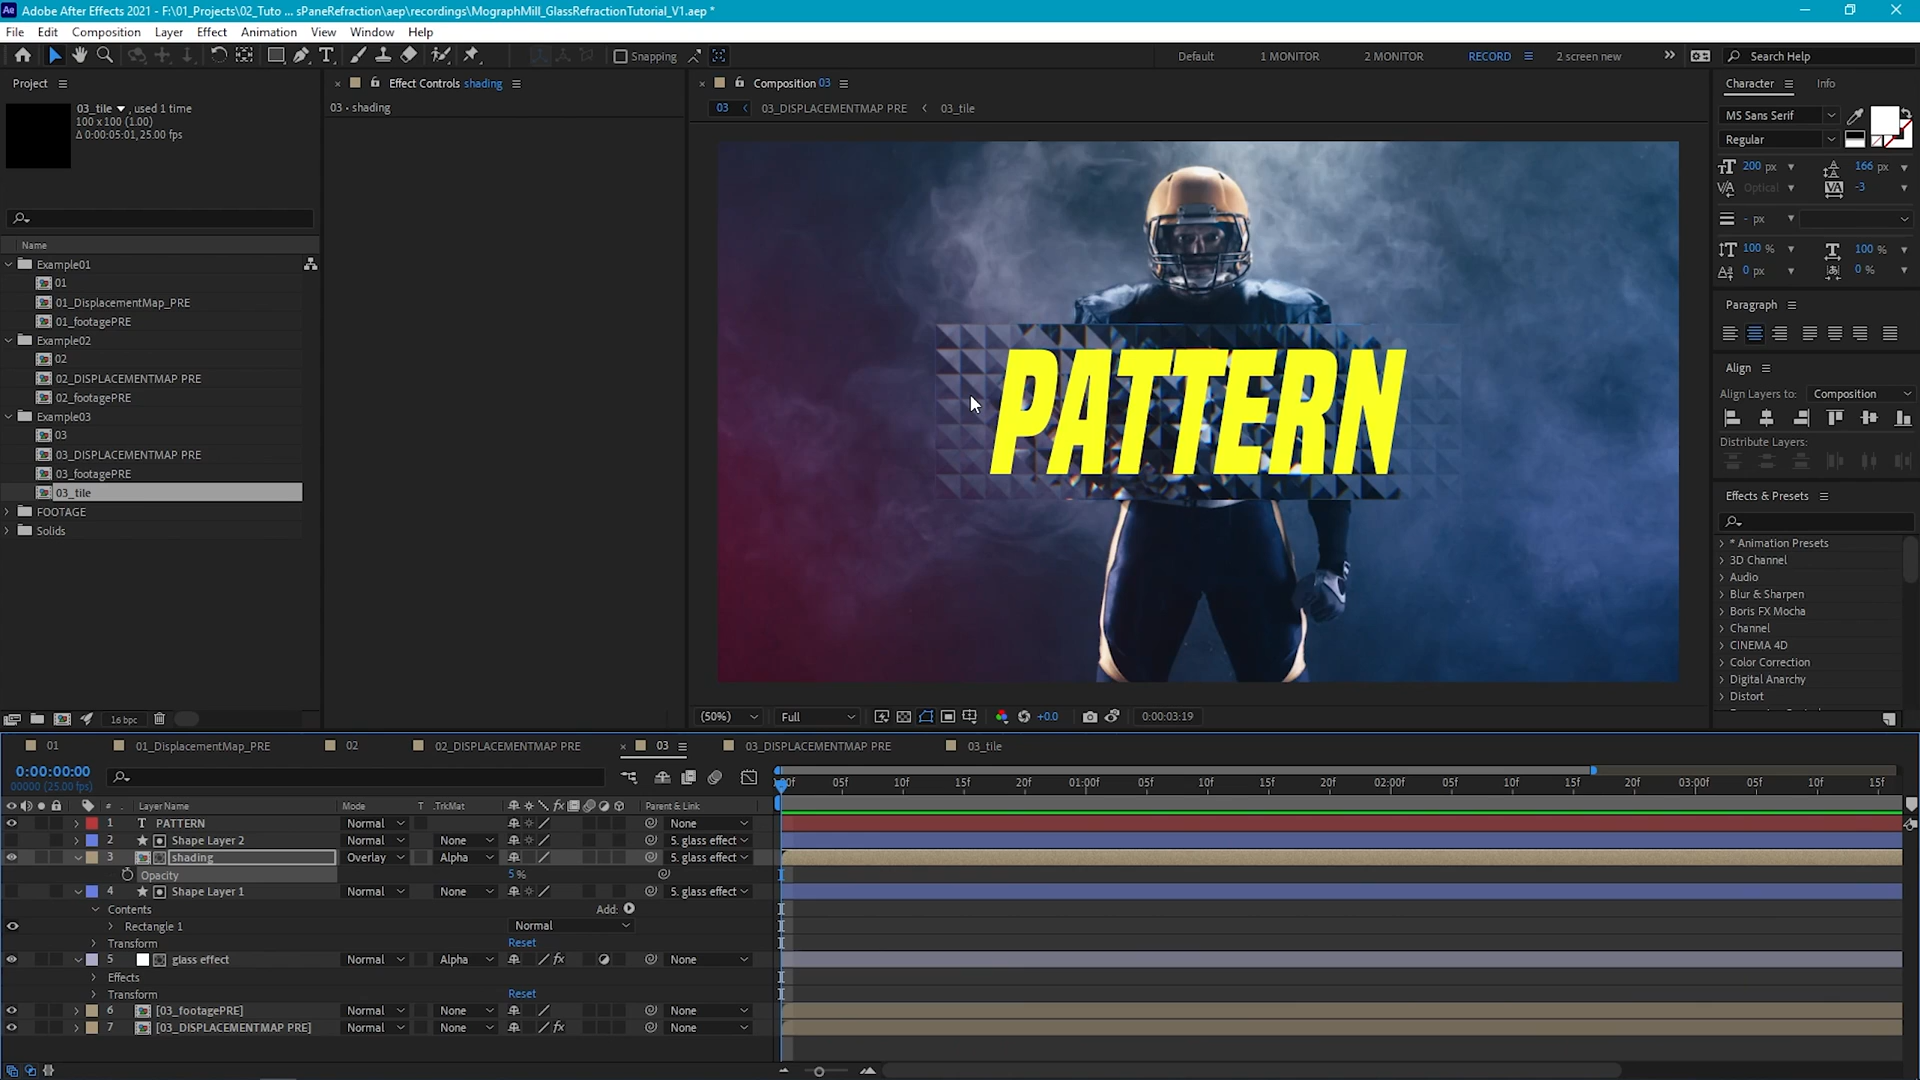 Ae Adobe After Effects 2021 - F:\01_Projects\02_Tuto ... sPaneRefraction\aep\recordings\MographMill_GlassRefractionTutorial_V1.aep *
File Edit Composition Layer Effect Animation View Window Help
Snapping
Default 1 MONITOR 2 MONITOR RECORD 2 screen new Search Help
Project
Effect Controls shading
Composition 03
Character Info
03_tile , used 1 time
100 x 100 (1.00)
Δ 0:00:05:01, 25.00 fps
03 • shading
03 03_DISPLACEMENTMAP PRE 03_tile
MS Sans Serif
Regular
200 px 166 px
Optical -3
- px
100 % 100 %
0 px 0 %
Name
Example01
01
01_DisplacementMap_PRE
01_footagePRE
Example02
02
02_DISPLACEMENTMAP PRE
02_footagePRE
Example03
03
03_DISPLACEMENTMAP PRE
03_footagePRE
03_tile
FOOTAGE
Solids
PATTERN
Paragraph
Align
Align Layers to: Composition
Distribute Layers:
Effects & Presets
* Animation Presets
3D Channel
Audio
Blur & Sharpen
Boris FX Mocha
Channel
CINEMA 4D
Color Correction
Digital Anarchy
Distort
16 bpc
(50%) Full +0.0 0:00:03:19
01 01_DisplacementMap_PRE 02 02_DISPLACEMENTMAP PRE 03 03_DISPLACEMENTMAP PRE 03_tile
0:00:00:00
00000 (25.00 fps)
05f 10f 15f 20f 01:00f 05f 10f 15f 20f 02:00f 05f 10f 15f 20f 03:00f 05f 10f 15f
# Layer Name Mode T .TrkMat fx Parent & Link
1 T PATTERN Normal None
2 Shape Layer 2 Normal None 5. glass effect
3 shading Overlay Alpha 5. glass effect
Opacity 5 %
4 Shape Layer 1 Normal None 5. glass effect
Contents Add:
Rectangle 1 Normal
Transform Reset
5 glass effect Normal Alpha fx None
Effects
Transform Reset
6 [03_footagePRE] Normal None None
7 [03_DISPLACEMENTMAP PRE] Normal None fx None